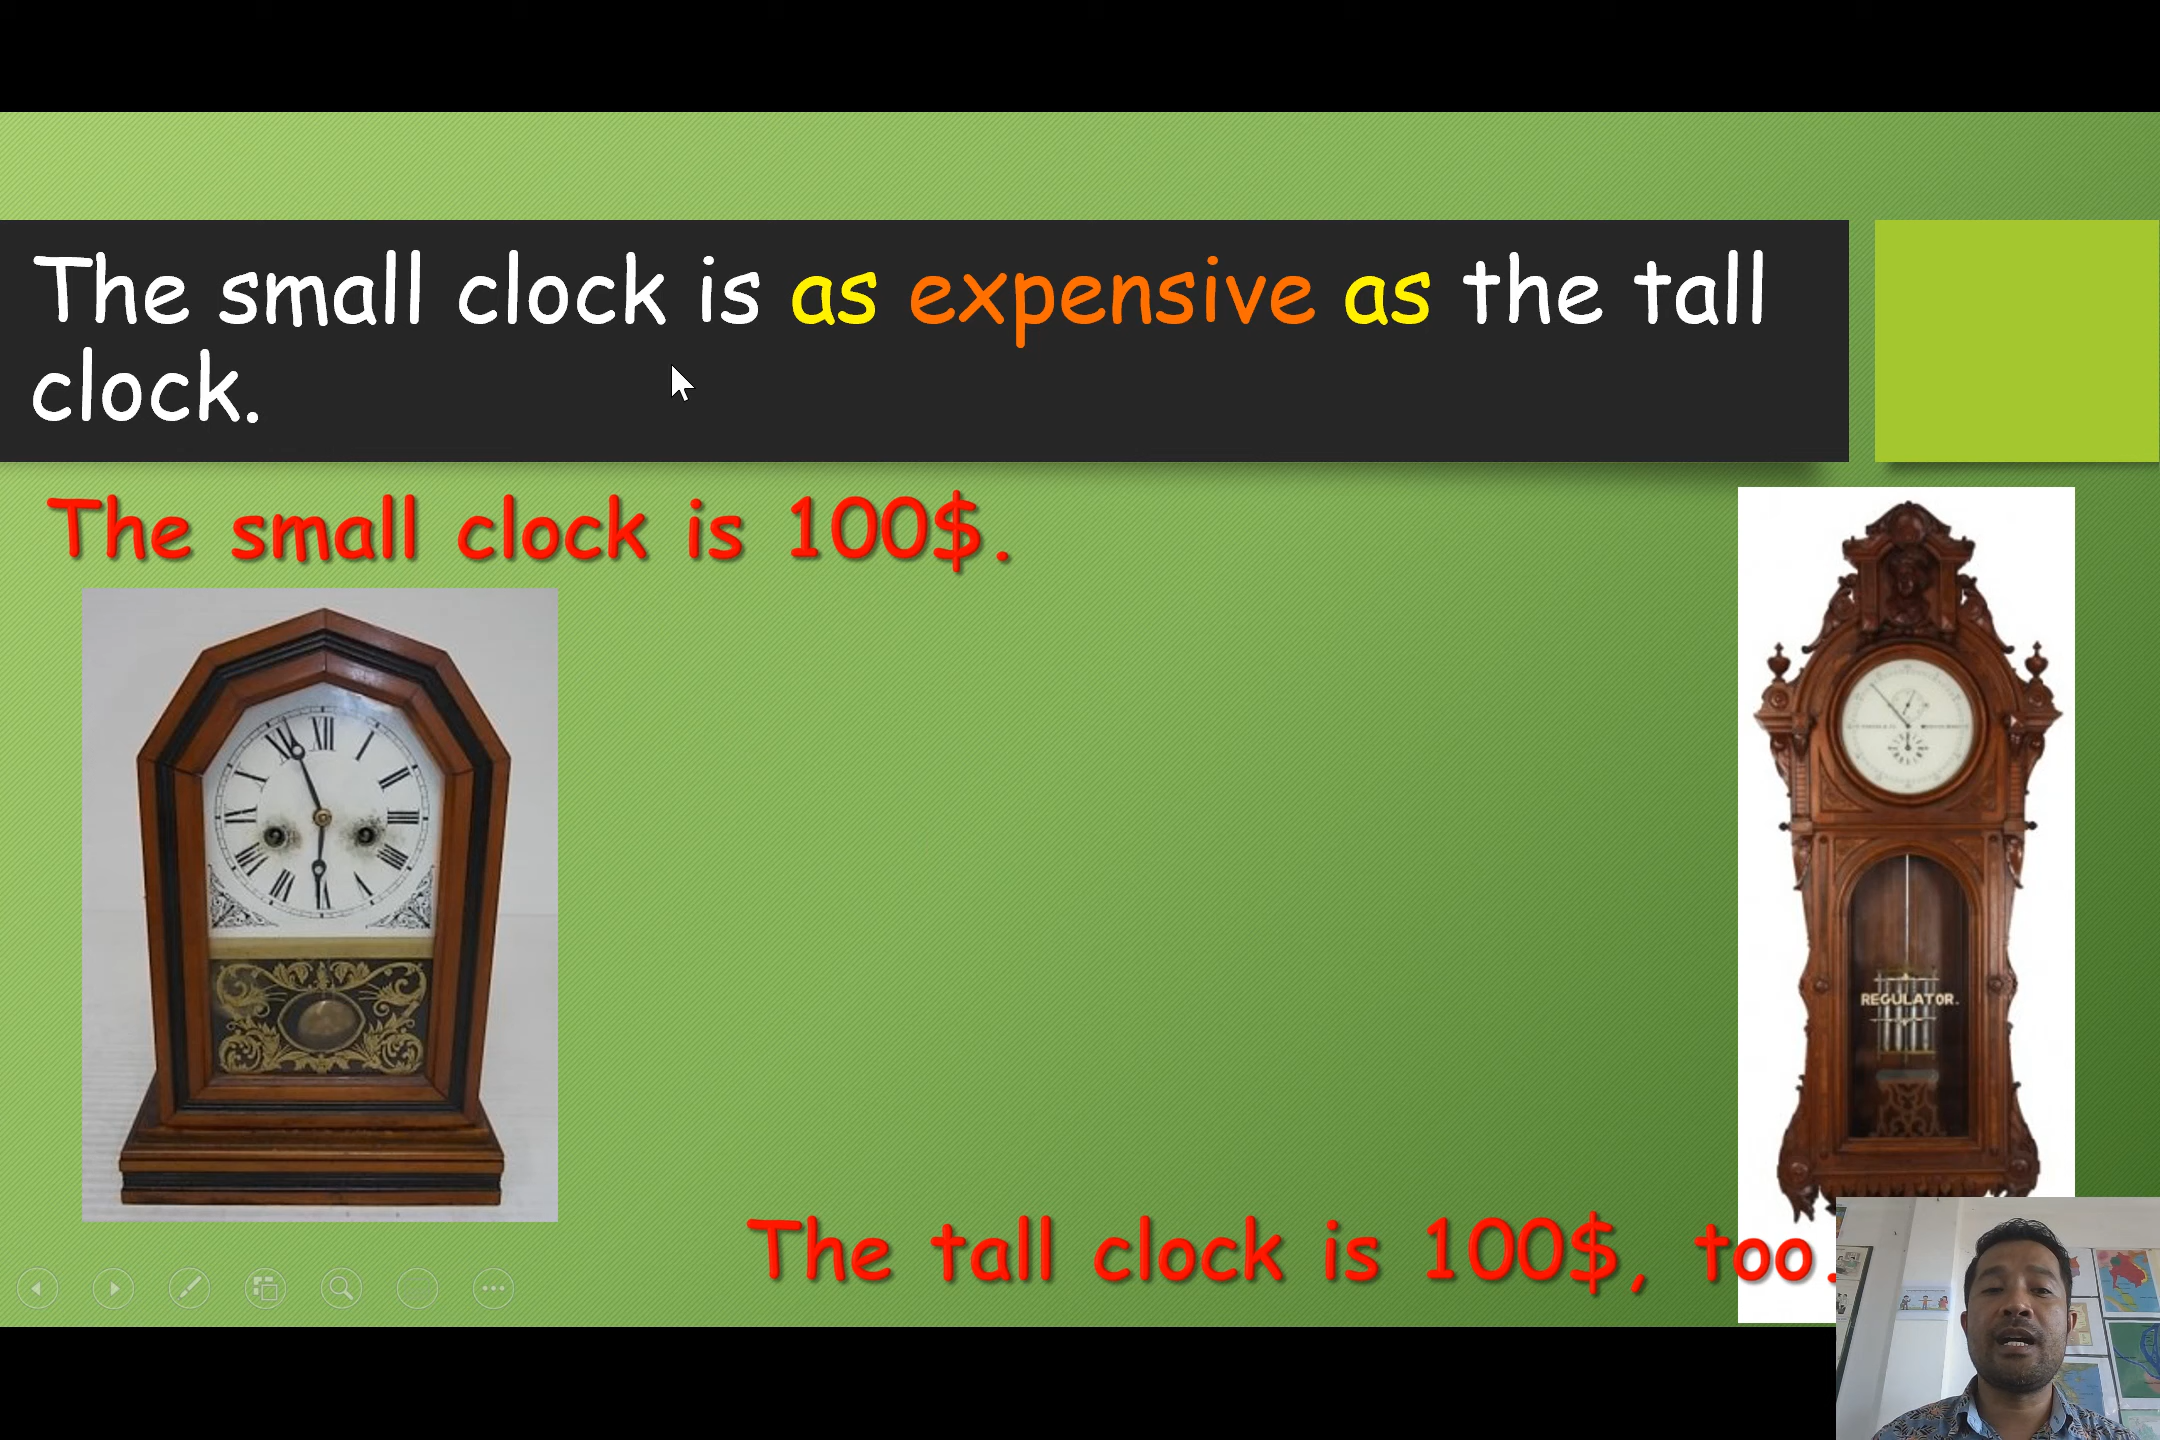 The small clock is as expensive as the tall
clock.
The small clock is 100$.
REGULATOR.
The tall clock is 100$, too.